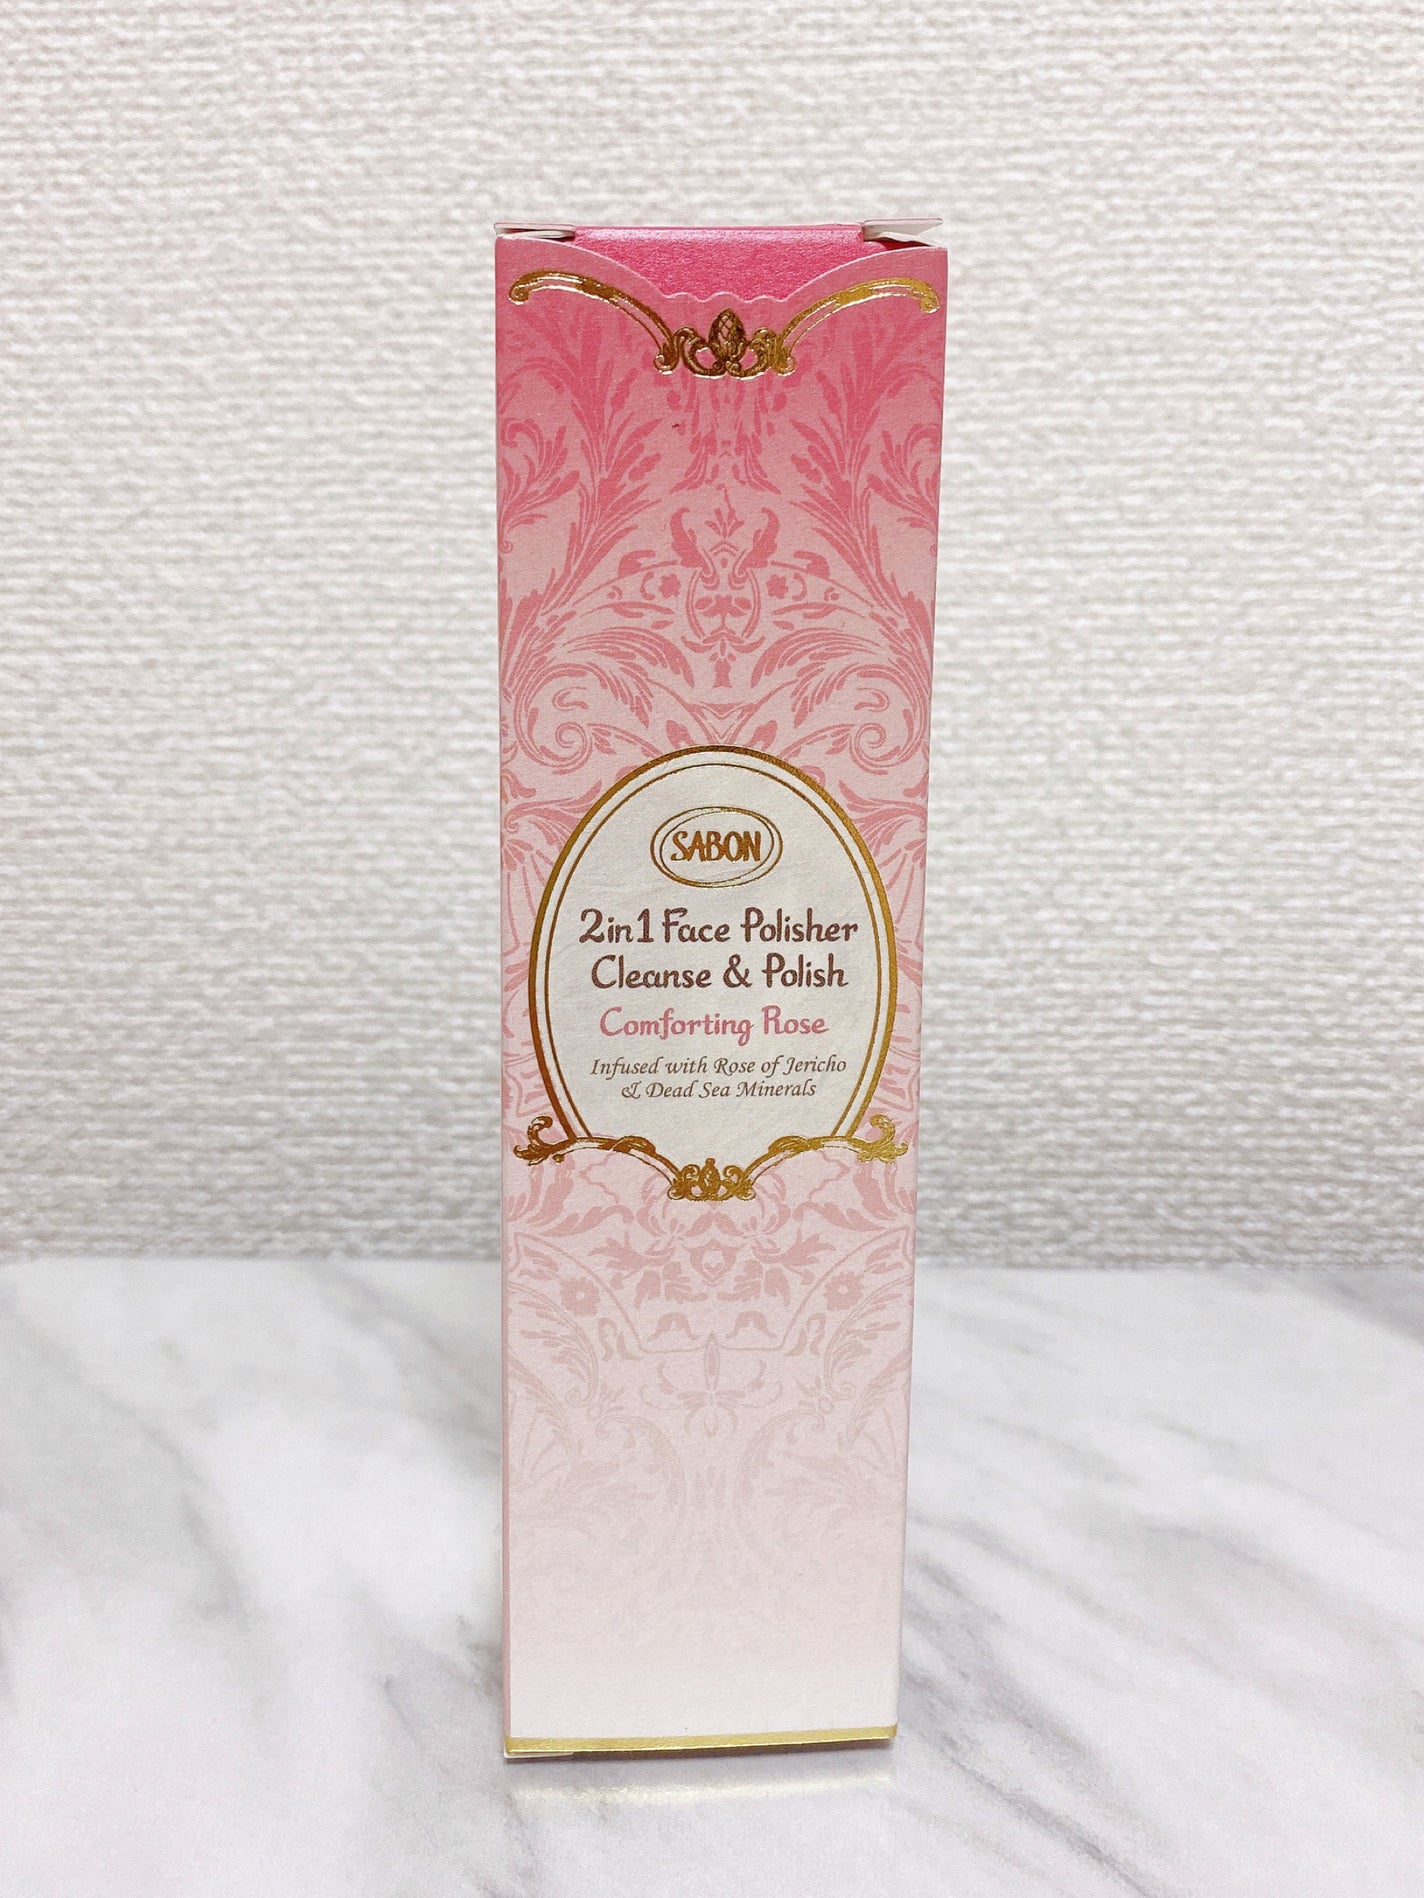 SABON
2in1 Face Polisher
Cleanse & Polish
Comforting Rose
Infused with Rose of Jericho
& Dead Sea Minerals